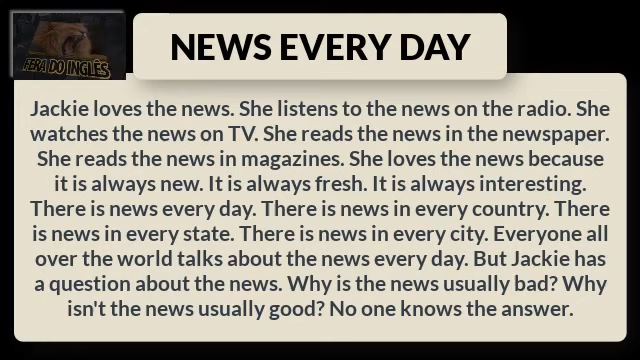 FERA DO INGLÊS
NEWS EVERY DAY
Jackie loves the news. She listens to the news on the radio. She
watches the news on TV. She reads the news in the newspaper.
She reads the news in magazines. She loves the news because
it is always new. It is always fresh. It is always interesting.
There is news every day. There is news in every country. There
is news in every state. There is news in every city. Everyone all
over the world talks about the news every day. But Jackie has
a question about the news. Why is the news usually bad? Why
isn't the news usually good? No one knows the answer.